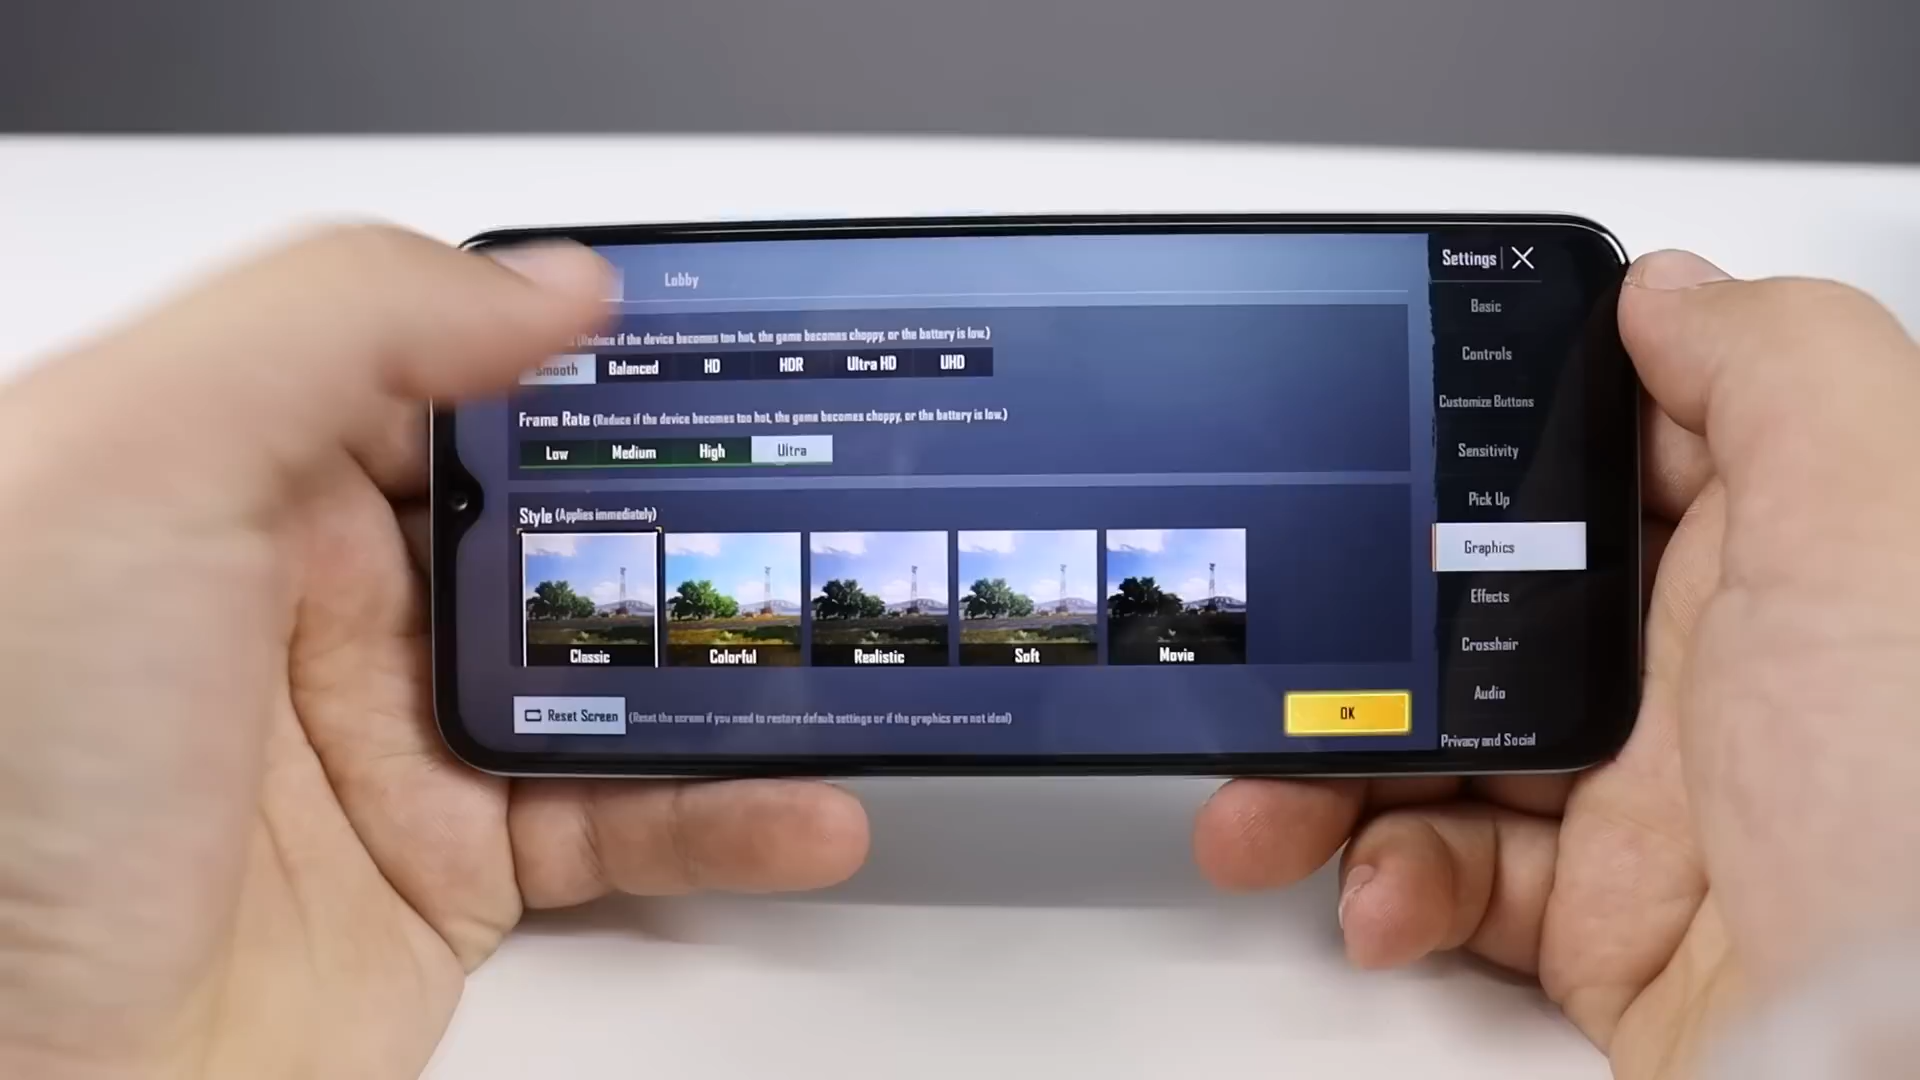 Lobby
Settings
(Reduce if the device becomes too hot, the game becomes choppy, or the battery is low.)
Smooth Balanced HD HDR Ultra HD UHD
Frame Rate (Reduce if the device becomes too hot, the game becomes choppy, or the battery is low.)
Low Medium High Ultra
Style (Applies immediately)
Classic Colorful Realistic Soft Movie
Reset Screen (Reset the screen if you need to restore default settings or if the graphics are not ideal)
OK
Basic
Controls
Customize Buttons
Sensitivity
Pick Up
Graphics
Effects
Crosshair
Audio
Privacy and Social